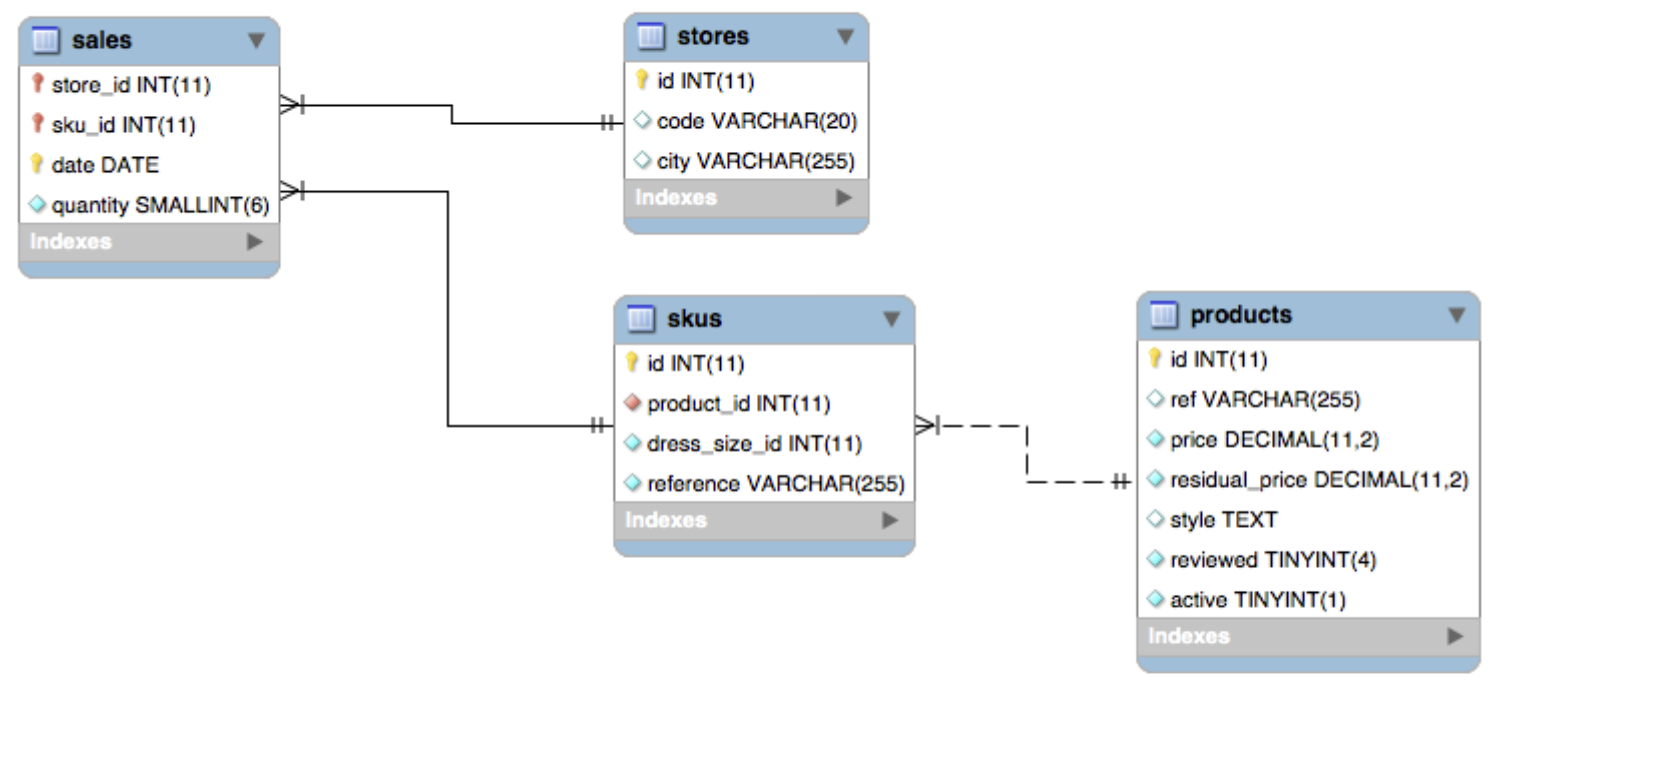 sales
store_id INT(11)
sku_id INT(11)
date DATE
quantity SMALLINT(6)
Indexes
stores
id INT(11)
code VARCHAR(20)
city VARCHAR(255)
Indexes
skus
id INT(11)
product_id INT(11)
dress_size_id INT(11)
reference VARCHAR(255)
Indexes
products
id INT(11)
ref VARCHAR(255)
price DECIMAL(11,2)
residual_price DECIMAL(11,2)
style TEXT
reviewed TINYINT(4)
active TINYINT(1)
Indexes